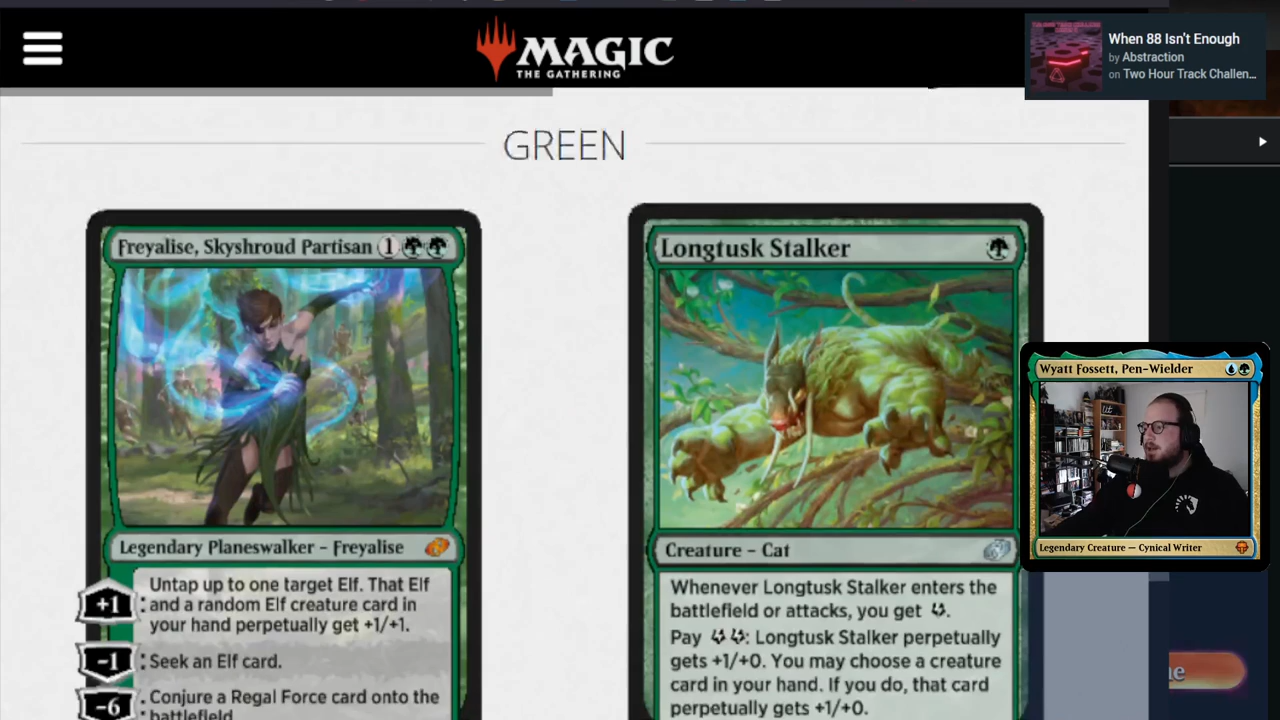 MAGIC
THE GATHERING
When 88 Isn't Enough
by Abstraction
on Two Hour Track Challen...
GREEN
Freyalise, Skyshroud Partisan 1
Legendary Planeswalker – Freyalise
+1 : Untap up to one target Elf. That Elf
and a random Elf creature card in
your hand perpetually get +1/+1.
-1 : Seek an Elf card.
-6 : Conjure a Regal Force card onto the
battlefield.
Longtusk Stalker
Creature – Cat
Whenever Longtusk Stalker enters the
battlefield or attacks, you get
Pay : Longtusk Stalker perpetually
gets +1/+0. You may choose a creature
card in your hand. If you do, that card
perpetually gets +1/+0.
Wyatt Fossett, Pen-Wielder
Legendary Creature — Cynical Writer